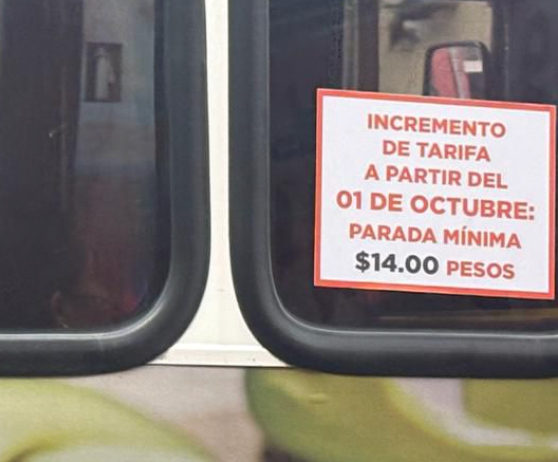 INCREMENTO
DE TARIFA
A PARTIR DEL
01 DE OCTUBRE:
PARADA MÍNIMA
$14.00 PESOS